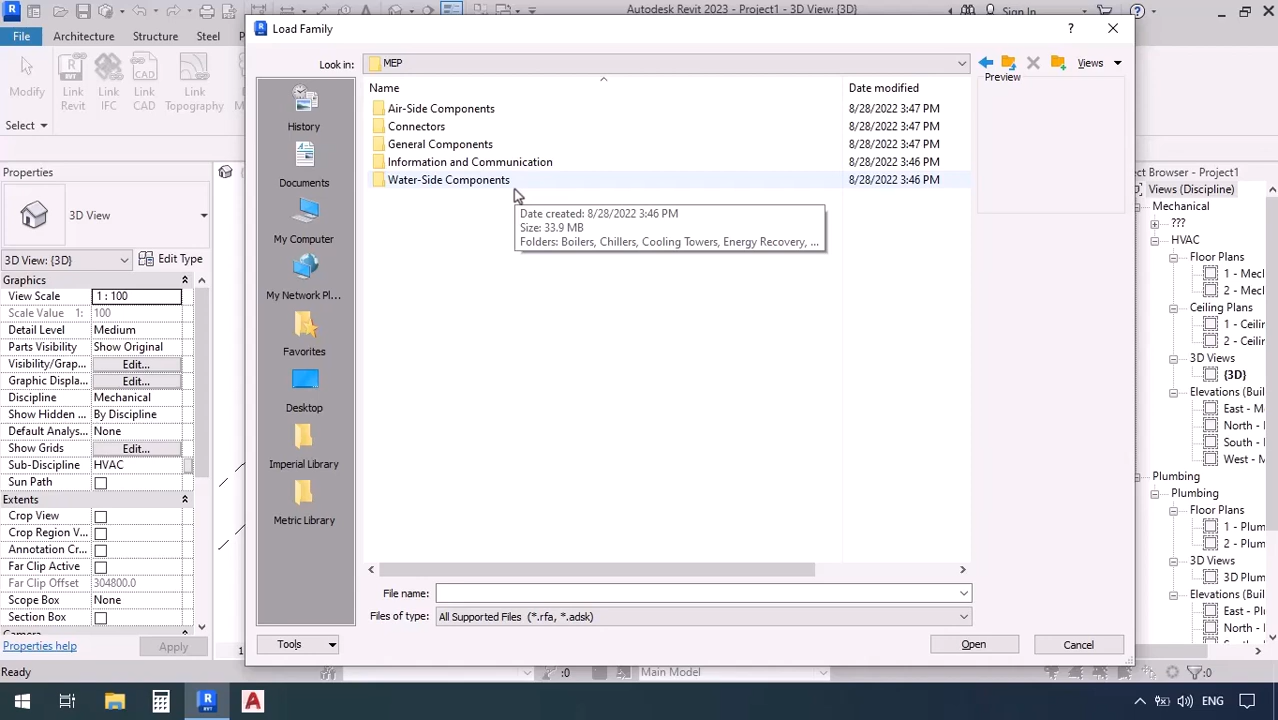 Autodesk Revit 2023 - Project1 - 3D View: {3D}
Sign In
File
Architecture
Structure
Steel
Modify
Link
Revit
Link
IFC
Link
CAD
Link
Topography
Select
Properties
3D View
3D View: {3D}
Edit Type
Graphics
View Scale
1 : 100
Scale Value 1:
100
Detail Level
Medium
Parts Visibility
Show Original
Visibility/Grap...
Edit...
Graphic Displa...
Edit...
Discipline
Mechanical
Show Hidden ...
By Discipline
Default Analys...
None
Show Grids
Edit...
Sub-Discipline
HVAC
Sun Path
Extents
Crop View
Crop Region V...
Annotation Cr...
Far Clip Active
Far Clip Offset
304800.0
Scope Box
None
Section Box
Camera
Properties help
Apply
Ready
Load Family
Look in:
MEP
Views
Preview
History
Documents
My Computer
My Network Pl...
Favorites
Desktop
Imperial Library
Metric Library
Name
Date modified
Air-Side Components
8/28/2022 3:47 PM
Connectors
8/28/2022 3:47 PM
General Components
8/28/2022 3:47 PM
Information and Communication
8/28/2022 3:46 PM
Water-Side Components
8/28/2022 3:46 PM
Date created: 8/28/2022 3:46 PM
Size: 33.9 MB
Folders: Boilers, Chillers, Cooling Towers, Energy Recovery, ...
File name:
Files of type:
All Supported Files (*.rfa, *.adsk)
Tools
Open
Cancel
:0
Main Model
:0
ect Browser - Project1
Views (Discipline)
Mechanical
???
HVAC
Floor Plans
1 - Mecl
2 - Mecl
Ceiling Plans
1 - Ceilir
2 - Ceilir
3D Views
{3D}
Elevations (Buil
East - M
North -
South -
West - M
Plumbing
Plumbing
Floor Plans
1 - Plum
2 - Plum
3D Views
3D Plum
Elevations (Buil
East - Pl
North -
ENG